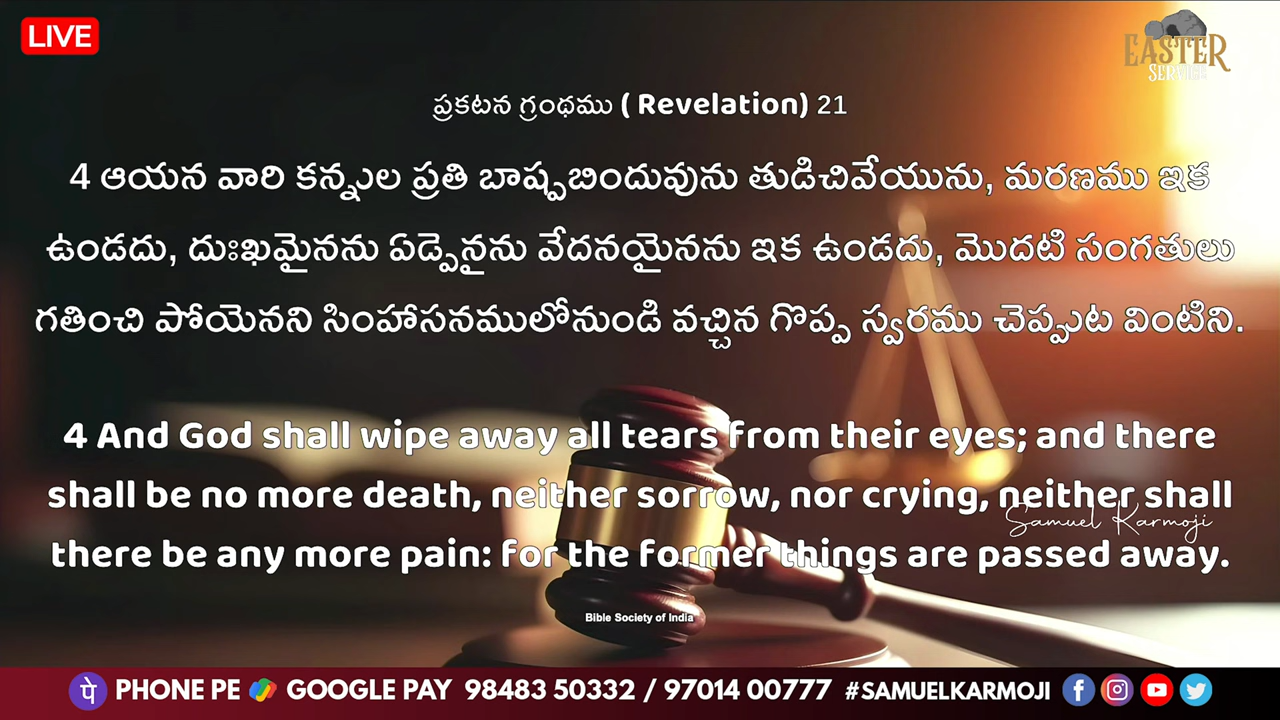 LIVE
EASTER
SERVICE
ప్రకటన గ్రంథము ( Revelation) 21
4 ఆయన వారి కన్నుల ప్రతి బాష్పబిందువును తుడిచివేయును, మరణము ఇక
ఉండదు, దుఃఖమైనను ఏడ్పైనను వేదనయైనను ఇక ఉండదు, మొదటి సంగతులు
గతించి పోయెనని సింహాసనములోనుండి వచ్చిన గొప్ప స్వరము చెప్పుట వింటిని.
4 And God shall wipe away all tears from their eyes; and there
shall be no more death, neither sorrow, nor crying, neither shall
Samuel Karmoji
there be any more pain: for the former things are passed away.
Bible Society of India
पे PHONE PE GOOGLE PAY 98483 50332 / 97014 00777 #SAMUELKARMOJI